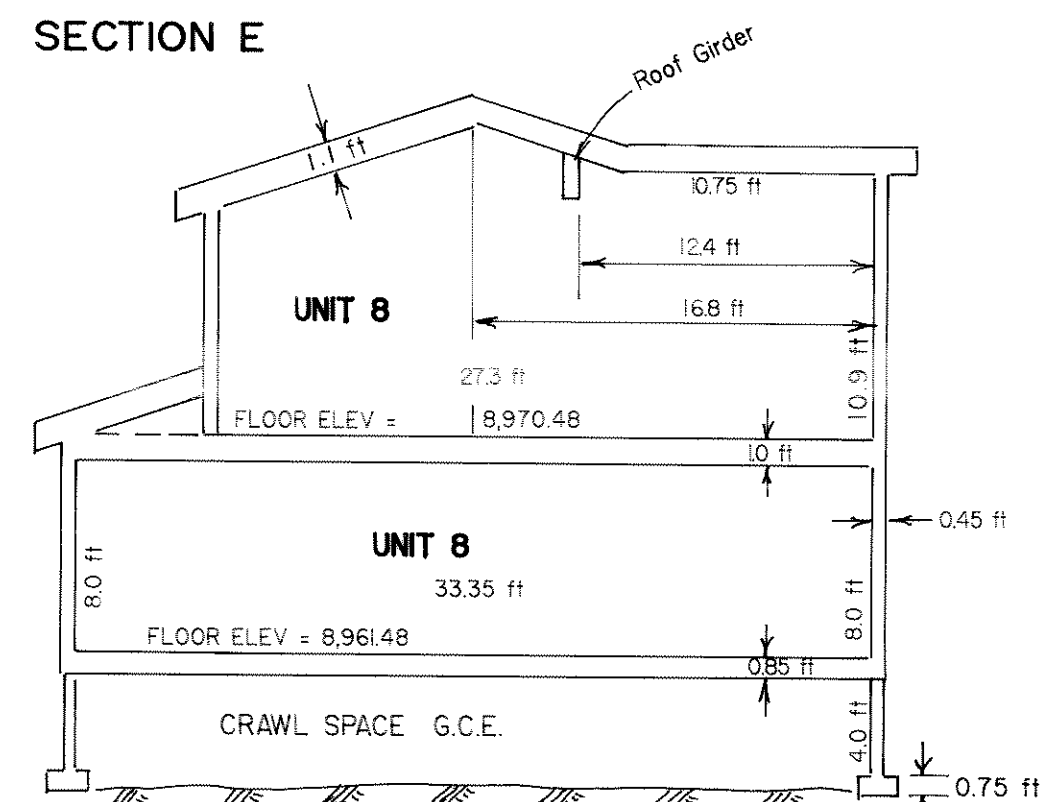 SECTION E
Roof Girder
1.1 ft
10.75 ft
12.4 ft
UNIT 8
16.8 ft
27.3 ft
10.9 ft
FLOOR ELEV = 8,970.48
1.0 ft
0.45 ft
UNIT 8
8.0 ft
33.35 ft
8.0 ft
FLOOR ELEV = 8,961.48
0.85 ft
CRAWL SPACE G.C.E.
4.0 ft
0.75 ft